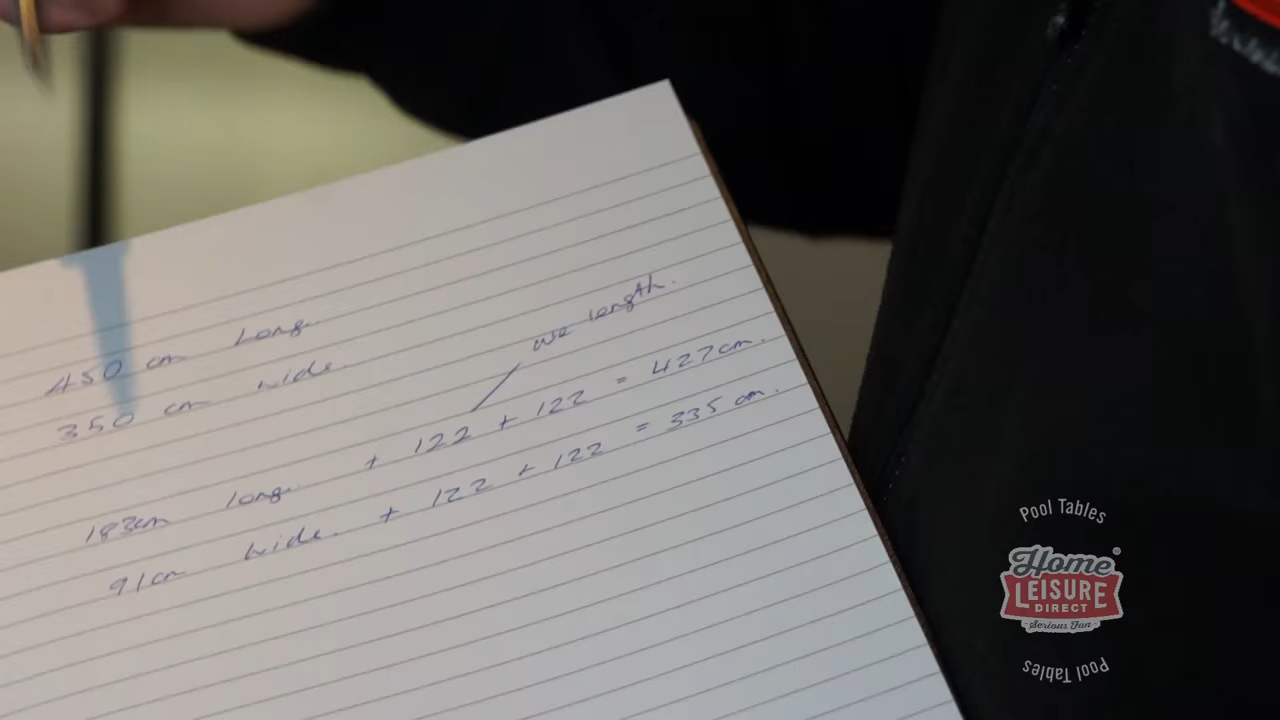 450 cm Long
350 cm wide.
cue length.
183cm long + 122 + 122 = 427cm.
91cm wide. + 122 + 122 = 335 cm.
Pool Tables
Home
LEISURE
DIRECT
- Serious Fun -
Pool Tables